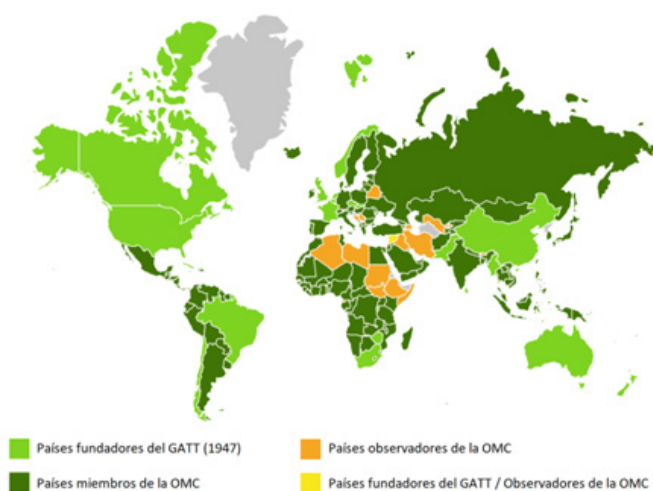 Países fundadores del GATT (1947)
Países observadores de la OMC
Países miembros de la OMC
Países fundadores del GATT / Observadores de la OMC